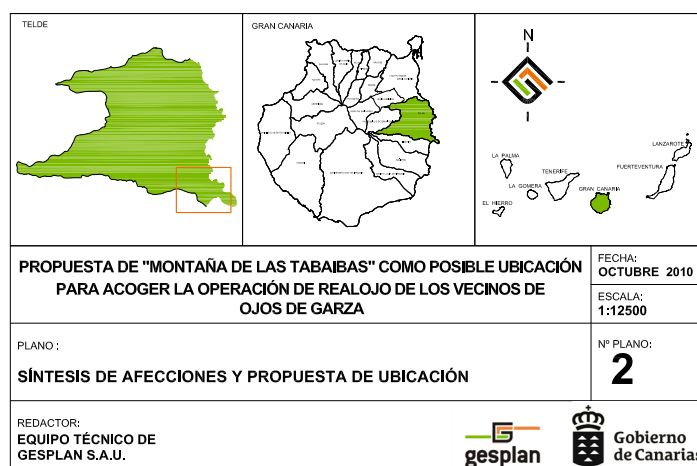 TELDE
GRAN CANARIA
N
LANZAROTE
LA PALMA
FUERTEVENTURA
TENERIFE
LA GOMERA
GRAN CANARIA
EL HIERRO
PROPUESTA DE "MONTAÑA DE LAS TABAIBAS" COMO POSIBLE UBICACIÓN
PARA ACOGER LA OPERACIÓN DE REALOJO DE LOS VECINOS DE
OJOS DE GARZA
FECHA:
OCTUBRE 2010
ESCALA:
1:12500
PLANO :
SÍNTESIS DE AFECCIONES Y PROPUESTA DE UBICACIÓN
Nº PLANO:
2
REDACTOR:
EQUIPO TÉCNICO DE
GESPLAN S.A.U.
gesplan
Gobierno
de Canarias